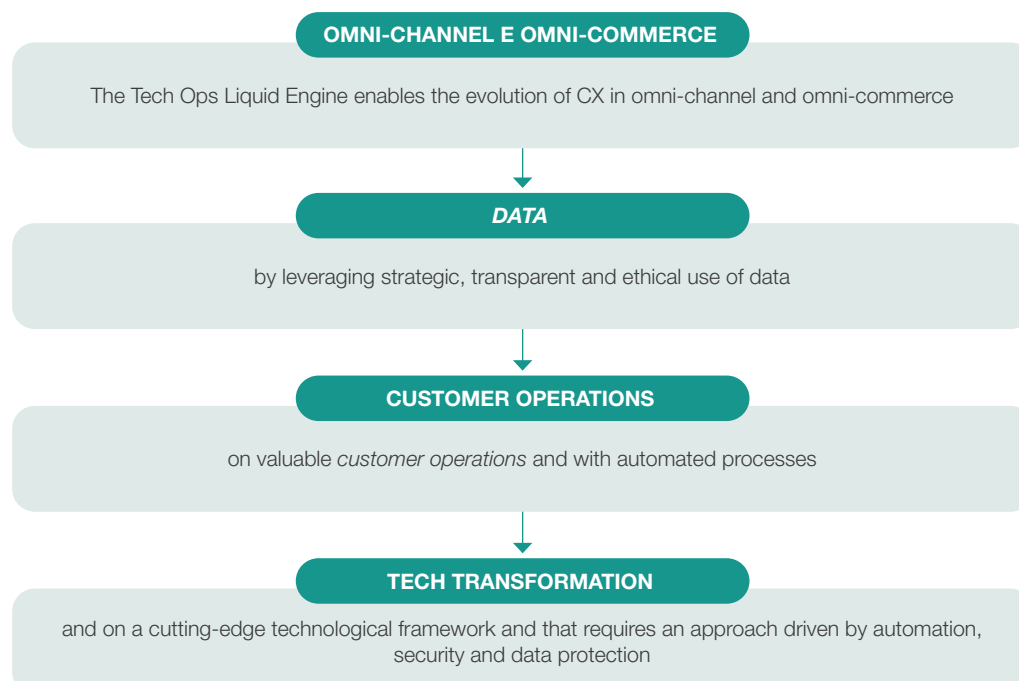 OMNI-CHANNEL E OMNI-COMMERCE
The Tech Ops Liquid Engine enables the evolution of CX in omni-channel and omni-commerce
DATA
by leveraging strategic, transparent and ethical use of data
CUSTOMER OPERATIONS
on valuable customer operations and with automated processes
TECH TRANSFORMATION
and on a cutting-edge technological framework and that requires an approach driven by automation,
security and data protection